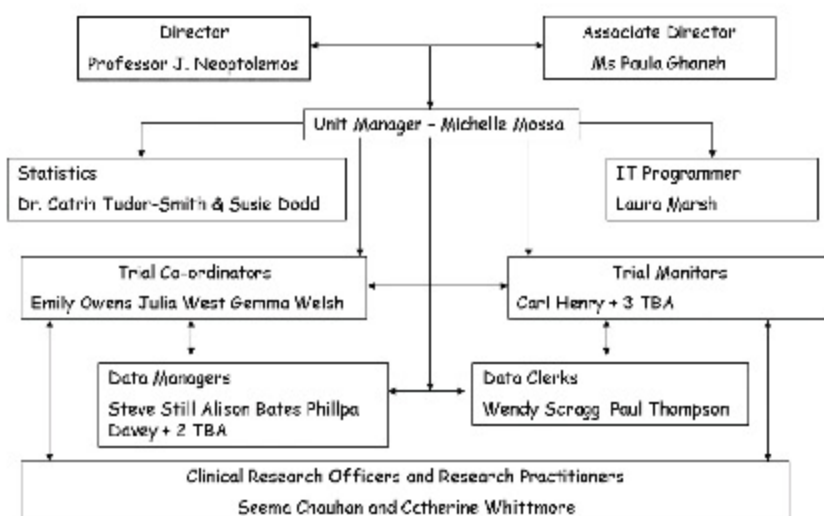 Director
Professor J. Neoptolemos
Associate Director
Ms Paula Ghaneh
Unit Manager - Michelle Mossa
Statistics
Dr. Catrin Tudor-Smith & Susie Dodd
IT Programmer
Laura Marsh
Trial Co-ordinators
Emily Owens Julia West Gemma Welsh
Trial Monitors
Carl Henry + 3 TBA
Data Managers
Steve Still Alison Bates Phillpa
Davey + 2 TBA
Data Clerks
Wendy Scragg Paul Thompson
Clinical Research Officers and Research Practitioners
Seema Chauhan and Catherine Whittmore